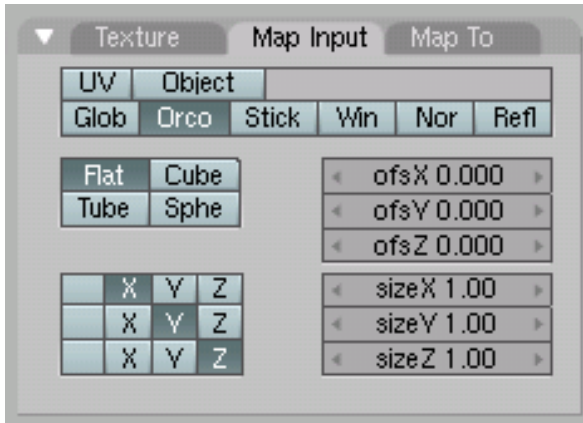 Texture Map Input Map To
UV Object
Glob Orco Stick Win Nor Refl
Flat Cube
Tube Sphe
ofsX 0.000
ofsY 0.000
ofsZ 0.000
X Y Z
X Y Z
X Y Z
sizeX 1.00
sizeY 1.00
sizeZ 1.00